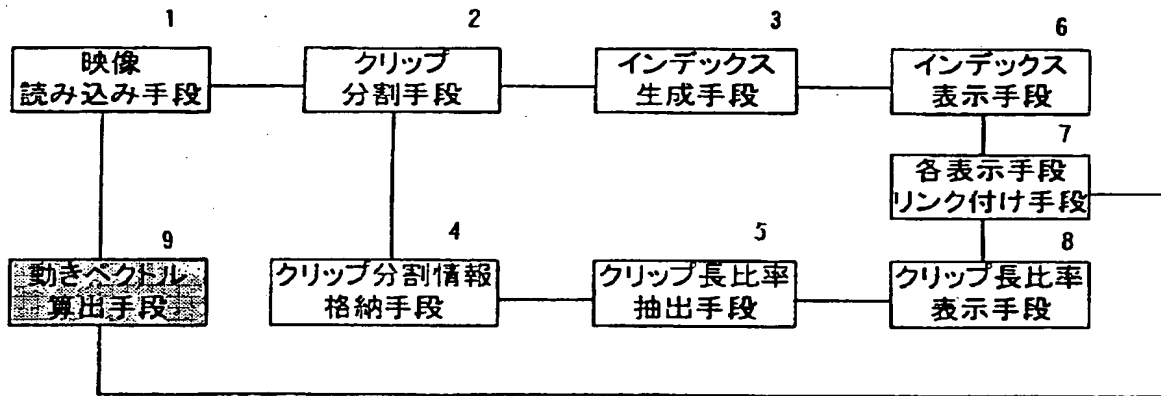 1
映像
読み込み手段
2
クリップ
分割手段
3
インデックス
生成手段
6
インデックス
表示手段
7
各表示手段
リンク付け手段
9
動きベクトル
算出手段
4
クリップ分割情報
格納手段
5
クリップ長比率
抽出手段
8
クリップ長比率
表示手段